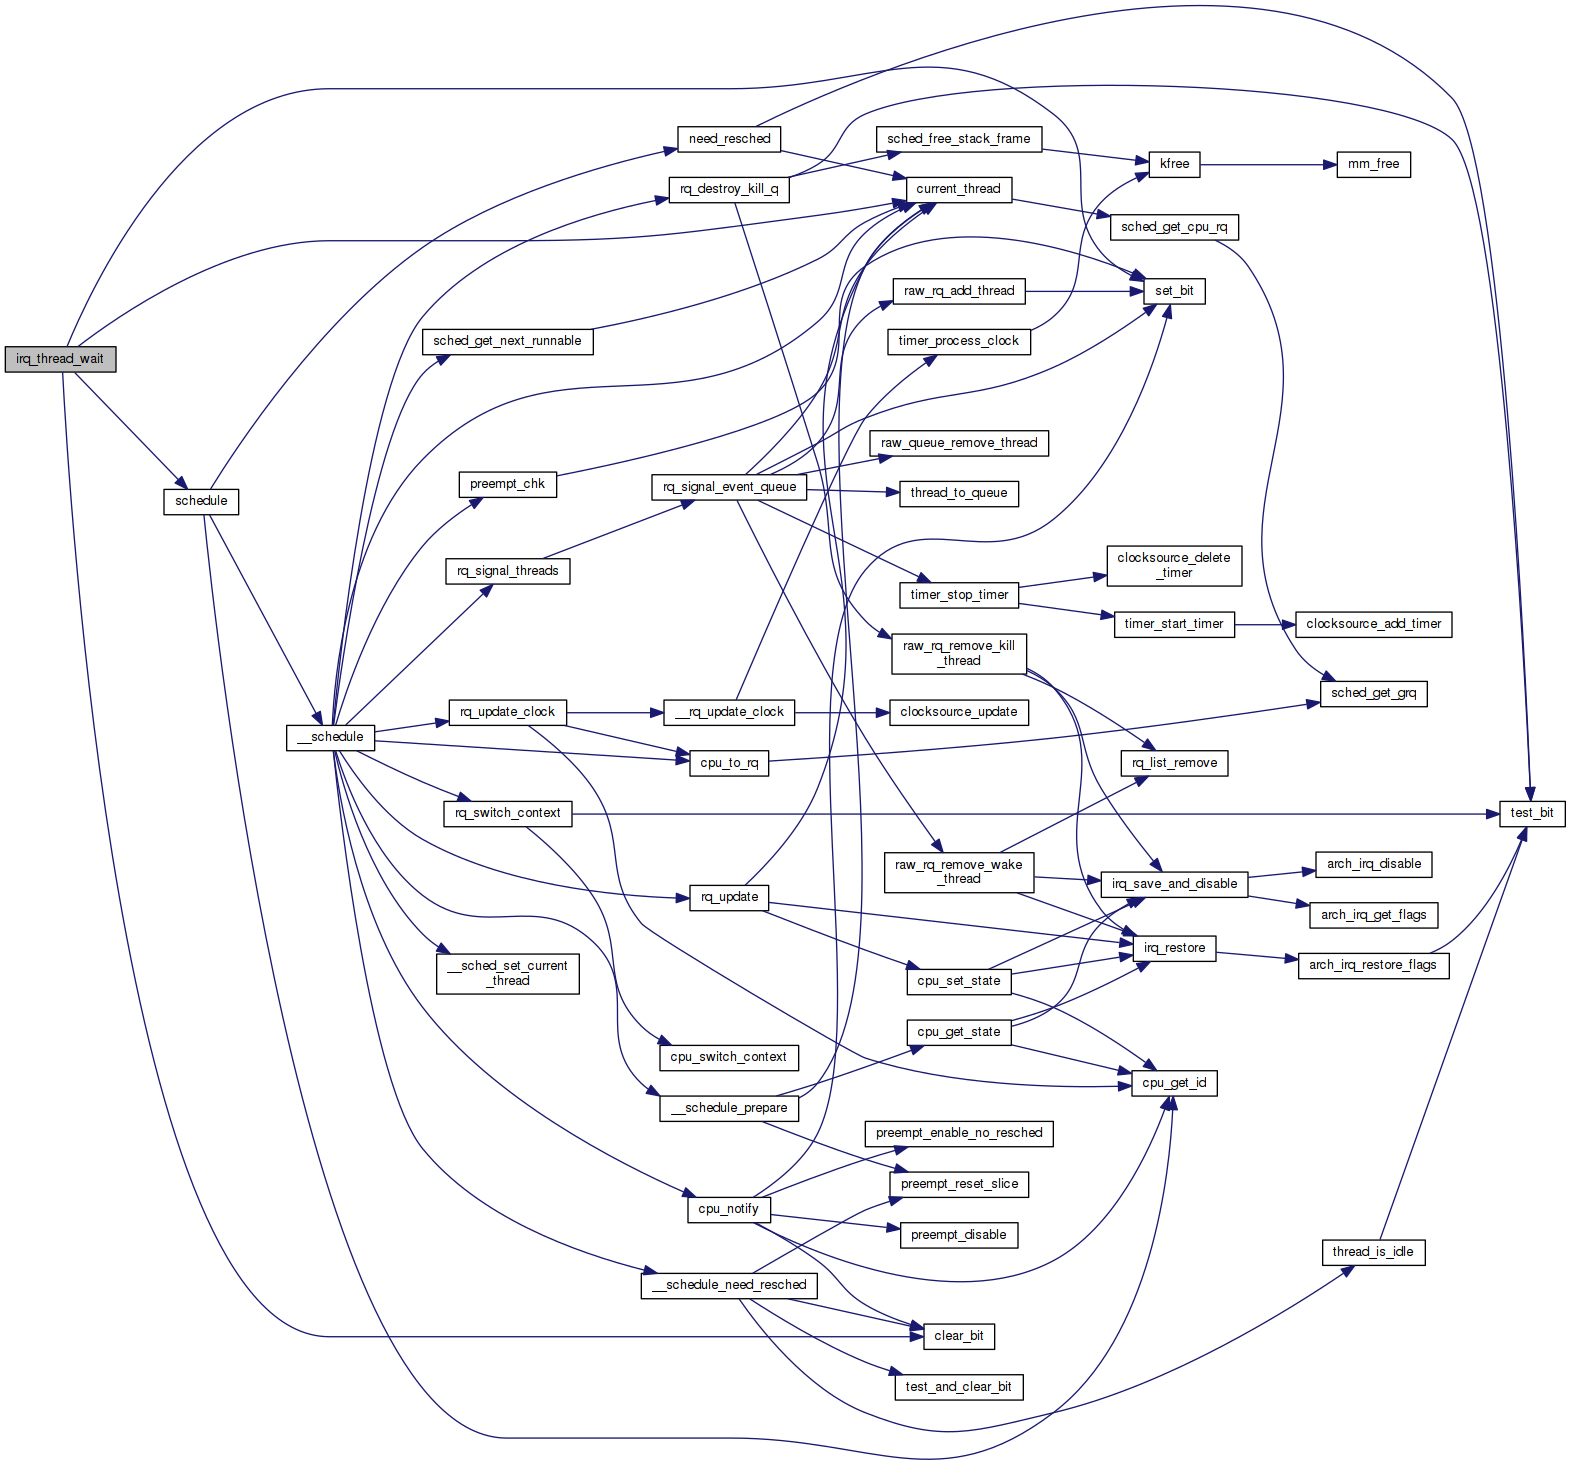 need_resched
sched_free_stack_frame
kfree
mm_free
rq_destroy_kill_q
current_thread
sched_get_cpu_rq
raw_rq_add_thread
set_bit
sched_get_next_runnable
timer_process_clock
irq_thread_wait
raw_queue_remove_thread
preempt_chk
rq_signal_event_queue
thread_to_queue
schedule
rq_signal_threads
clocksource_delete
_timer
timer_stop_timer
timer_start_timer
clocksource_add_timer
raw_rq_remove_kill
_thread
sched_get_grq
rq_update_clock
__rq_update_clock
clocksource_update
__schedule
cpu_to_rq
rq_list_remove
rq_switch_context
test_bit
raw_rq_remove_wake
_thread
arch_irq_disable
irq_save_and_disable
rq_update
arch_irq_get_flags
irq_restore
arch_irq_restore_flags
__sched_set_current
_thread
cpu_set_state
cpu_get_state
cpu_switch_context
cpu_get_id
__schedule_prepare
preempt_enable_no_resched
preempt_reset_slice
cpu_notify
preempt_disable
thread_is_idle
__schedule_need_resched
clear_bit
test_and_clear_bit